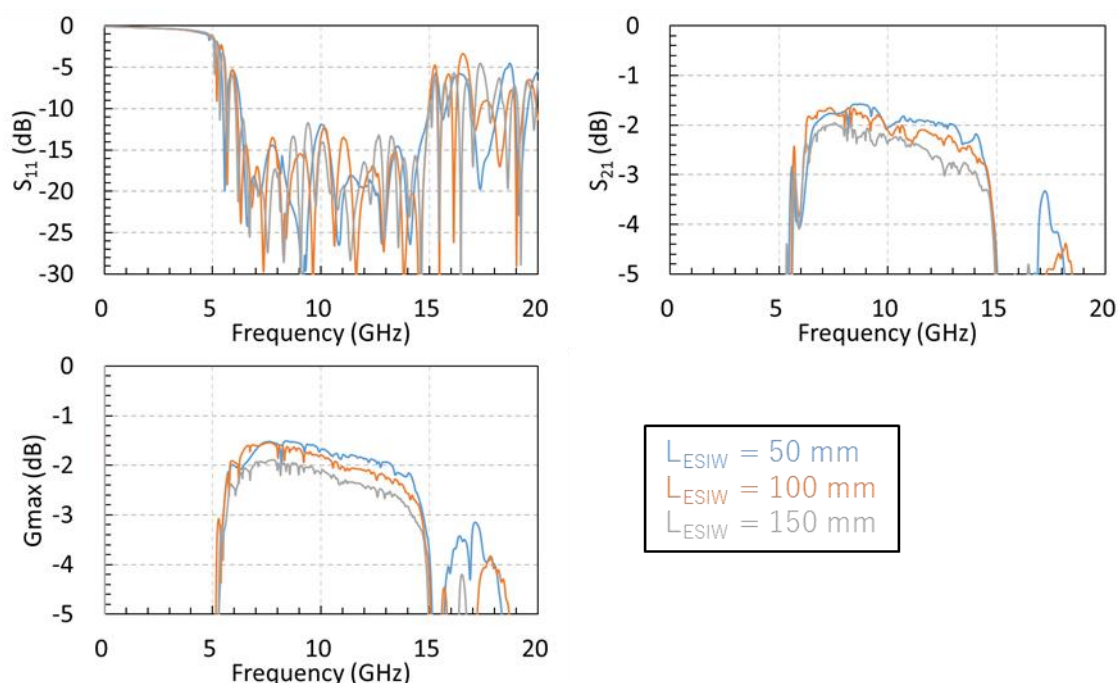 0
-5
-10
-15
-20
-25
-30
S11 (dB)
0 5 10 15 20
Frequency (GHz)
0
-1
-2
-3
-4
-5
S21 (dB)
0 5 10 15 20
Frequency (GHz)
0
-1
-2
-3
-4
-5
Gmax (dB)
0 5 10 15 20
Frequency (GHz)
LESIW = 50 mm
LESIW = 100 mm
LESIW = 150 mm